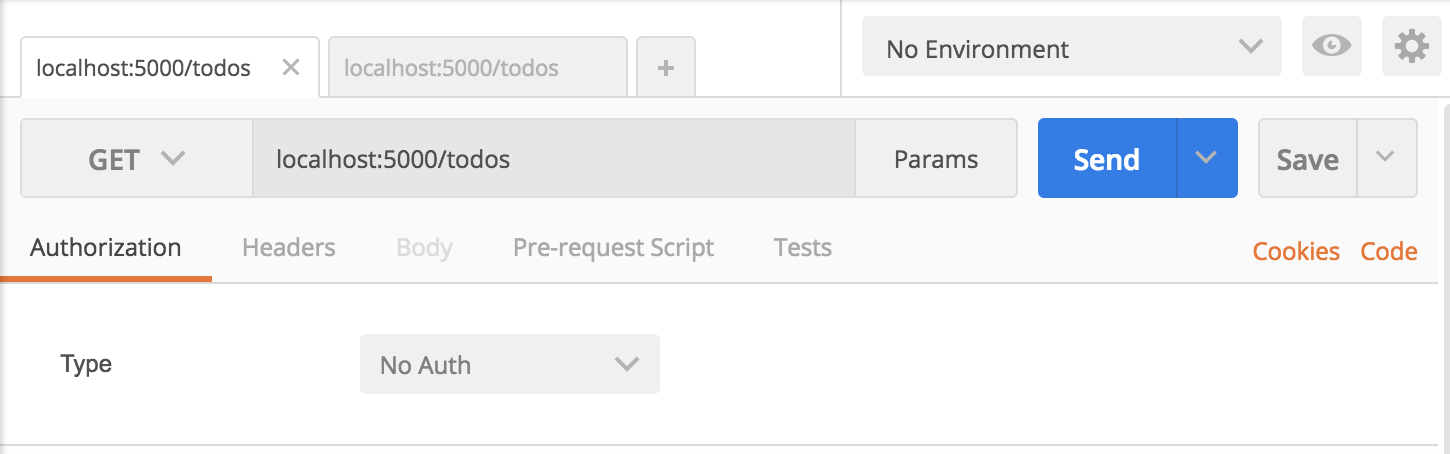 localhost:5000/todos
localhost:5000/todos
+
No Environment
GET
localhost:5000/todos
Params
Send
Save
Authorization
Headers
Body
Pre-request Script
Tests
Cookies
Code
Type
No Auth